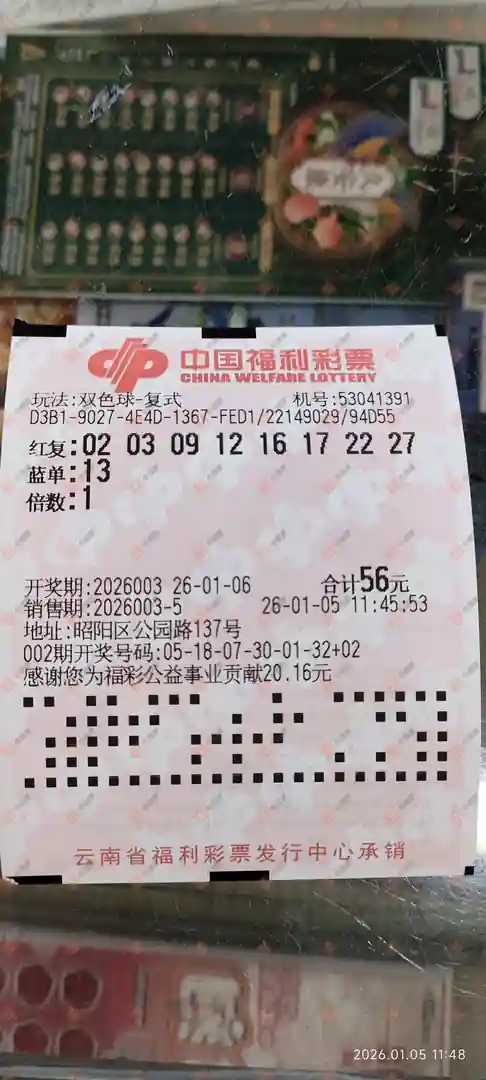 中国福利彩票
CHINA WELFARE LOTTERY
玩法:双色球-复式 机号:53041391
D3B1-9027-4E4D-1367-FED1/22149029/94D55
红复:02 03 09 12 16 17 22 27
蓝单:13
倍数:1
开奖期:2026003 26-01-06 合计56元
销售期:2026003-5 26-01-05 11:45:53
地址:昭阳区公园路137号
002期开奖号码:05-18-07-30-01-32+02
感谢您为福彩公益事业贡献20.16元
云南省福利彩票发行中心承销
2026.01.05 11:48